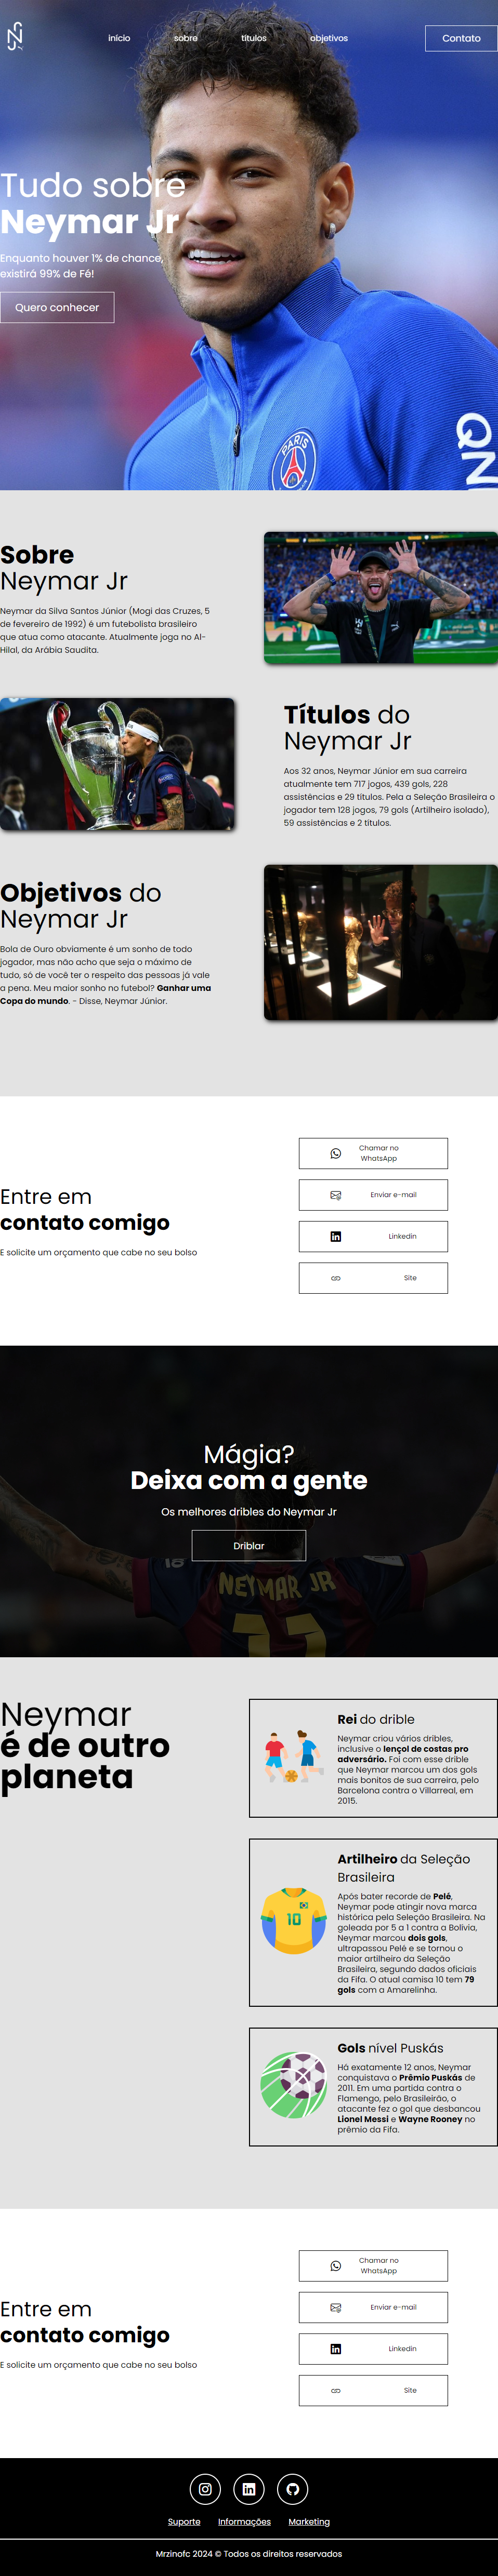 início sobre títulos objetivos Contato
Tudo sobre
Neymar Jr
Enquanto houver 1% de chance,
existirá 99% de Fé!
Quero conhecer
PARIS
QN
Sobre
Neymar Jr
Neymar da Silva Santos Júnior (Mogi das Cruzes, 5
de fevereiro de 1992) é um futebolista brasileiro
que atua como atacante. Atualmente joga no Al-
Hilal, da Arábia Saudita.
Títulos do
Neymar Jr
Aos 32 anos, Neymar Júnior em sua carreira
atualmente tem 717 jogos, 439 gols, 228
assistências e 29 títulos. Pela a Seleção Brasileira o
jogador tem 128 jogos, 79 gols (Artilheiro isolado),
59 assistências e 2 títulos.
Objetivos do
Neymar Jr
Bola de Ouro obviamente é um sonho de todo
jogador, mas não acho que seja o máximo de
tudo, só de você ter o respeito das pessoas já vale
a pena. Meu maior sonho no futebol? Ganhar uma
Copa do mundo. - Disse, Neymar Júnior.
Entre em
contato comigo
E solicite um orçamento que cabe no seu bolso
Chamar no
WhatsApp
Enviar e-mail
Linkedin
Site
Mágia?
Deixa com a gente
Os melhores dribles do Neymar Jr
Driblar
NEYMAR JR
Neymar
é de outro
planeta
Rei do drible
Neymar criou vários dribles,
inclusive o lençol de costas pro
adversário. Foi com esse drible
que Neymar marcou um dos gols
mais bonitos de sua carreira, pelo
Barcelona contra o Villarreal, em
2015.
10
Artilheiro da Seleção
Brasileira
Após bater recorde de Pelé,
Neymar pode atingir nova marca
histórica pela Seleção Brasileira. Na
goleada por 5 a 1 contra a Bolívia,
Neymar marcou dois gols,
ultrapassou Pelé e se tornou o
maior artilheiro da Seleção
Brasileira, segundo dados oficiais
da Fifa. O atual camisa 10 tem 79
gols com a Amarelinha.
Gols nível Puskás
Há exatamente 12 anos, Neymar
conquistava o Prêmio Puskás de
2011. Em uma partida contra o
Flamengo, pelo Brasileirão, o
atacante fez o gol que desbancou
Lionel Messi e Wayne Rooney no
prêmio da Fifa.
Entre em
contato comigo
E solicite um orçamento que cabe no seu bolso
Chamar no
WhatsApp
Enviar e-mail
Linkedin
Site
Suporte Informações Marketing
Mrzinofc 2024 © Todos os direitos reservados